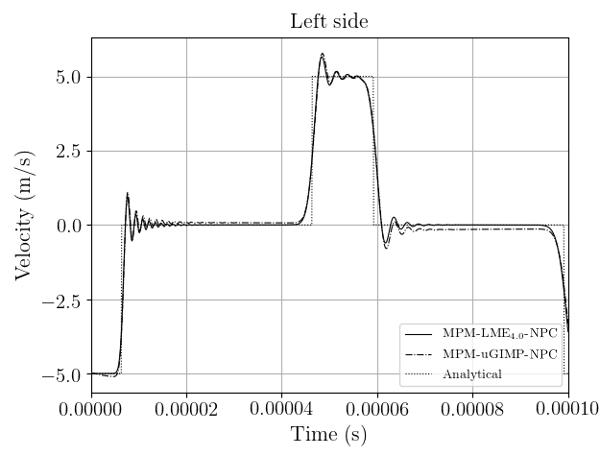 Left side
Velocity (m/s)
5.0
2.5
0.0
−2.5
−5.0
0.00000 0.00002 0.00004 0.00006 0.00008 0.00010
Time (s)
MPM-LME4.0-NPC
MPM-uGIMP-NPC
Analytical